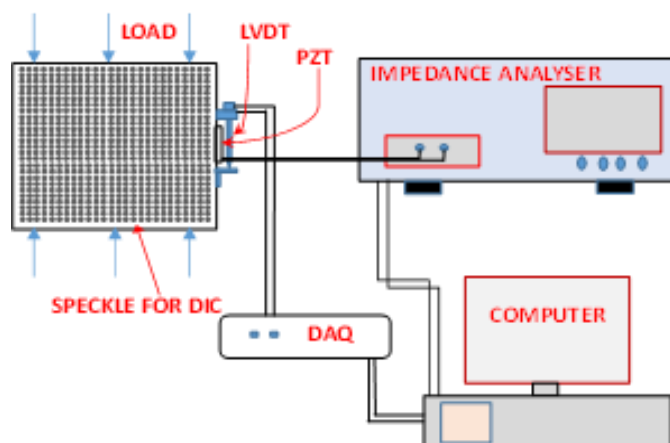 LOAD
LVDT
PZT
IMPEDANCE ANALYSER
SPECKLE FOR DIC
DAQ
COMPUTER